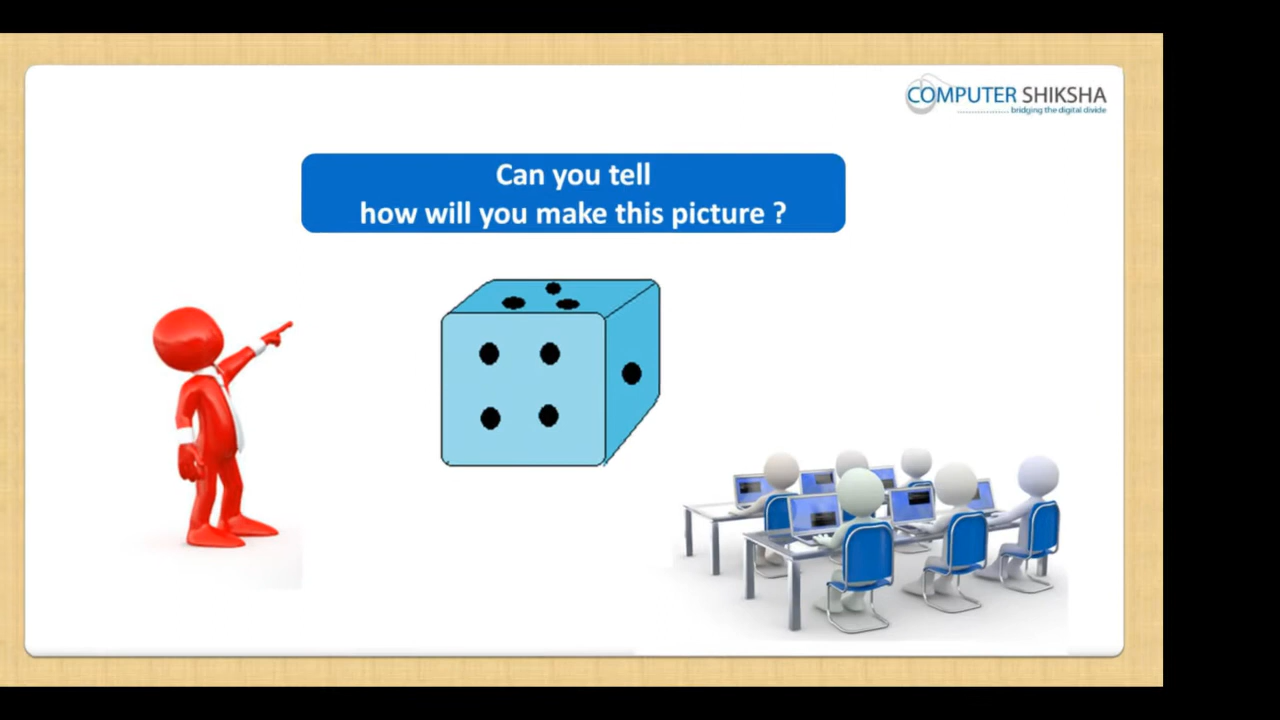 COMPUTER SHIKSHA
bridging the digital divide
Can you tell
how will you make this picture ?